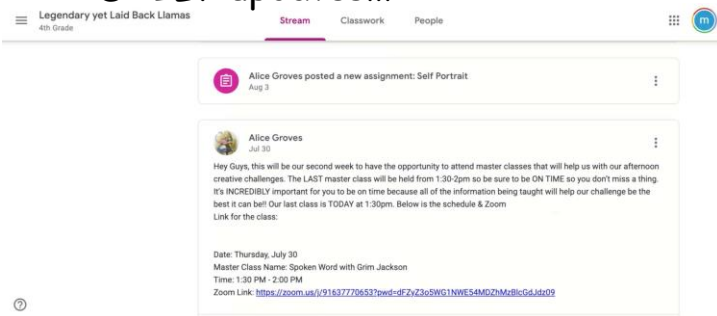 Legendary yet Laid Back Llamas
4th Grade
Stream
Classwork
People
m
Alice Groves posted a new assignment: Self Portrait
Aug 3
Alice Groves
Jul 30
Hey Guys, this will be our second week to have the opportunity to attend master classes that will help us with our afternoon
creative challenges. The LAST master class will be held from 1:30-2pm so be sure to be ON TIME so you don't miss a thing.
It's INCREDIBLY important for you to be on time because all of the information being taught will help our challenge be the
best it can be!! Our last class is TODAY at 1:30pm. Below is the schedule & Zoom
Link for the class:
Date: Thursday, July 30
Master Class Name: Spoken Word with Grim Jackson
Time: 1:30 PM - 2:00 PM
Zoom Link: https://zoom.us/j/91637770653?pwd=dFZyZ3o5WG1NWE54MDZhMzBlcGdJdz09